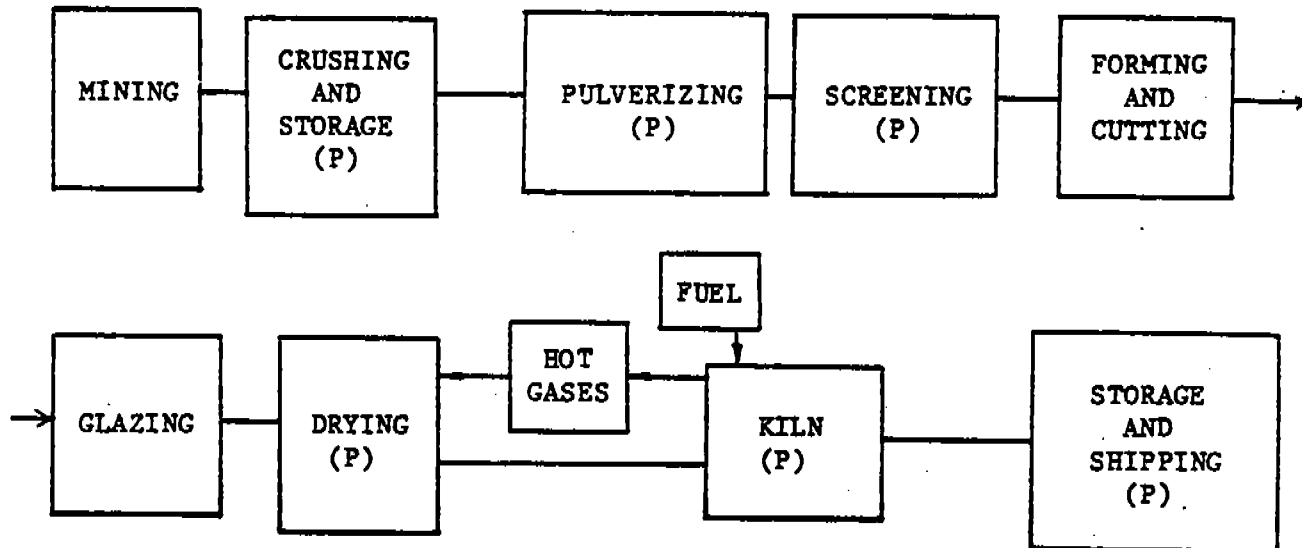 MINING
CRUSHING
AND
STORAGE
(P)
PULVERIZING
(P)
SCREENING
(P)
FORMING
AND
CUTTING
FUEL
GLAZING
DRYING
(P)
HOT
GASES
KILN
(P)
STORAGE
AND
SHIPPING
(P)